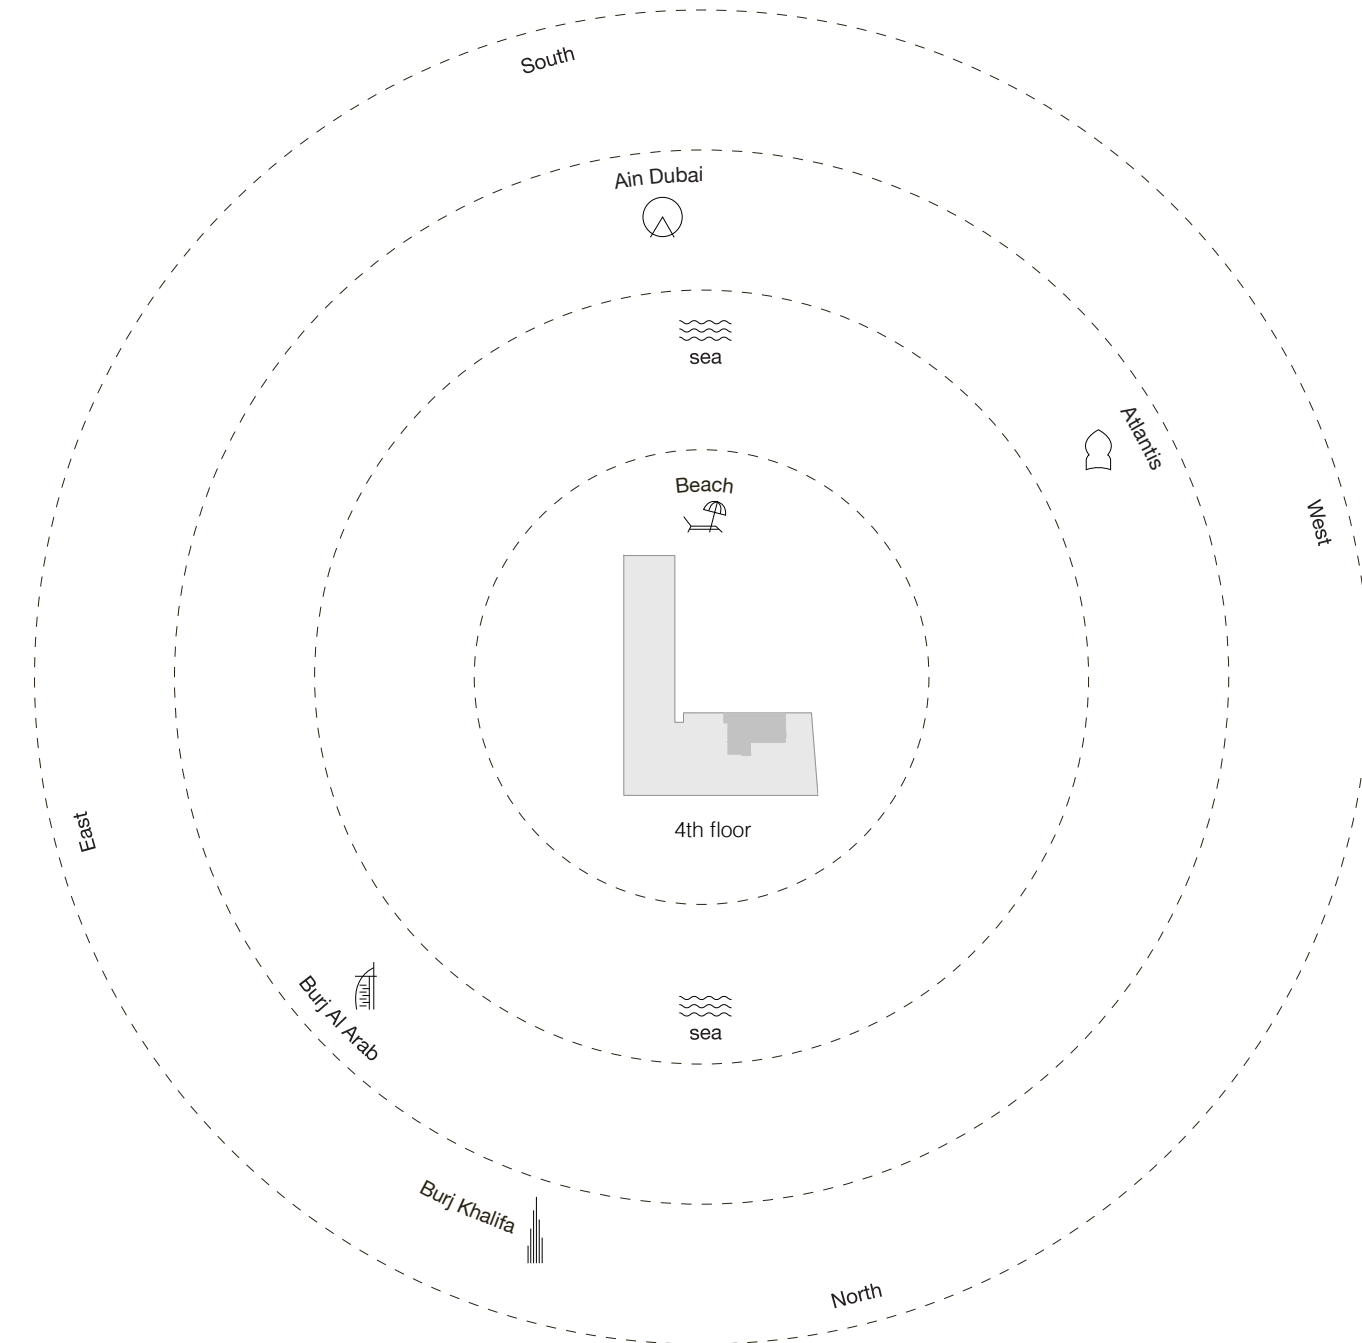 South
Ain Dubai
sea
Atlantis
Beach
West
4th floor
East
Burj Al Arab
sea
Burj Khalifa
North